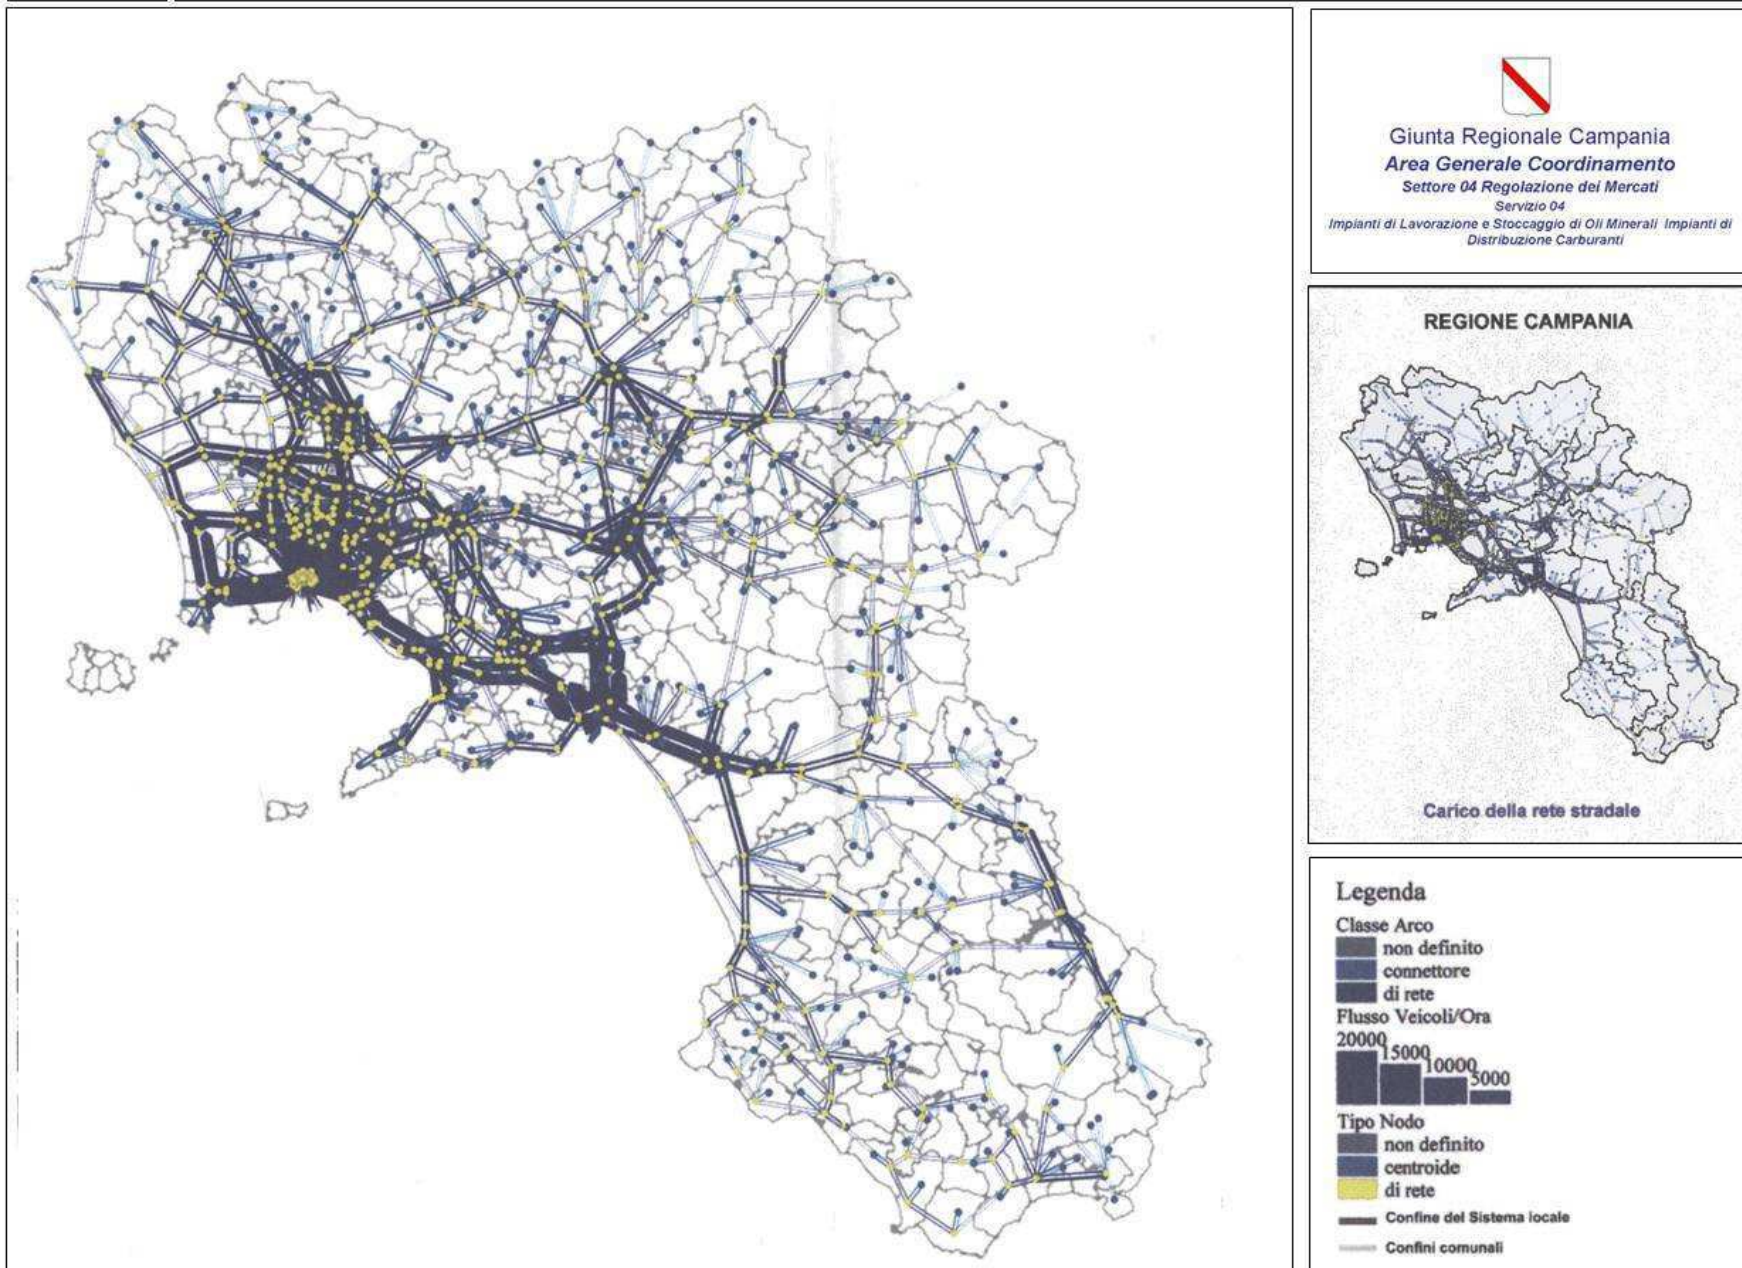 Giunta Regionale Campania
Area Generale Coordinamento
Settore 04 Regolazione dei Mercati
Servizio 04
Impianti di Lavorazione e Stoccaggio di Oli Minerali Impianti di
Distribuzione Carburanti
REGIONE CAMPANIA
Carico della rete stradale
Legenda
Classe Arco
non definito
connettore
di rete
Flusso Veicoli/Ora
20000 15000 10000 5000
Tipo Nodo
non definito
centroide
di rete
Confine del Sistema locale
Confini comunali